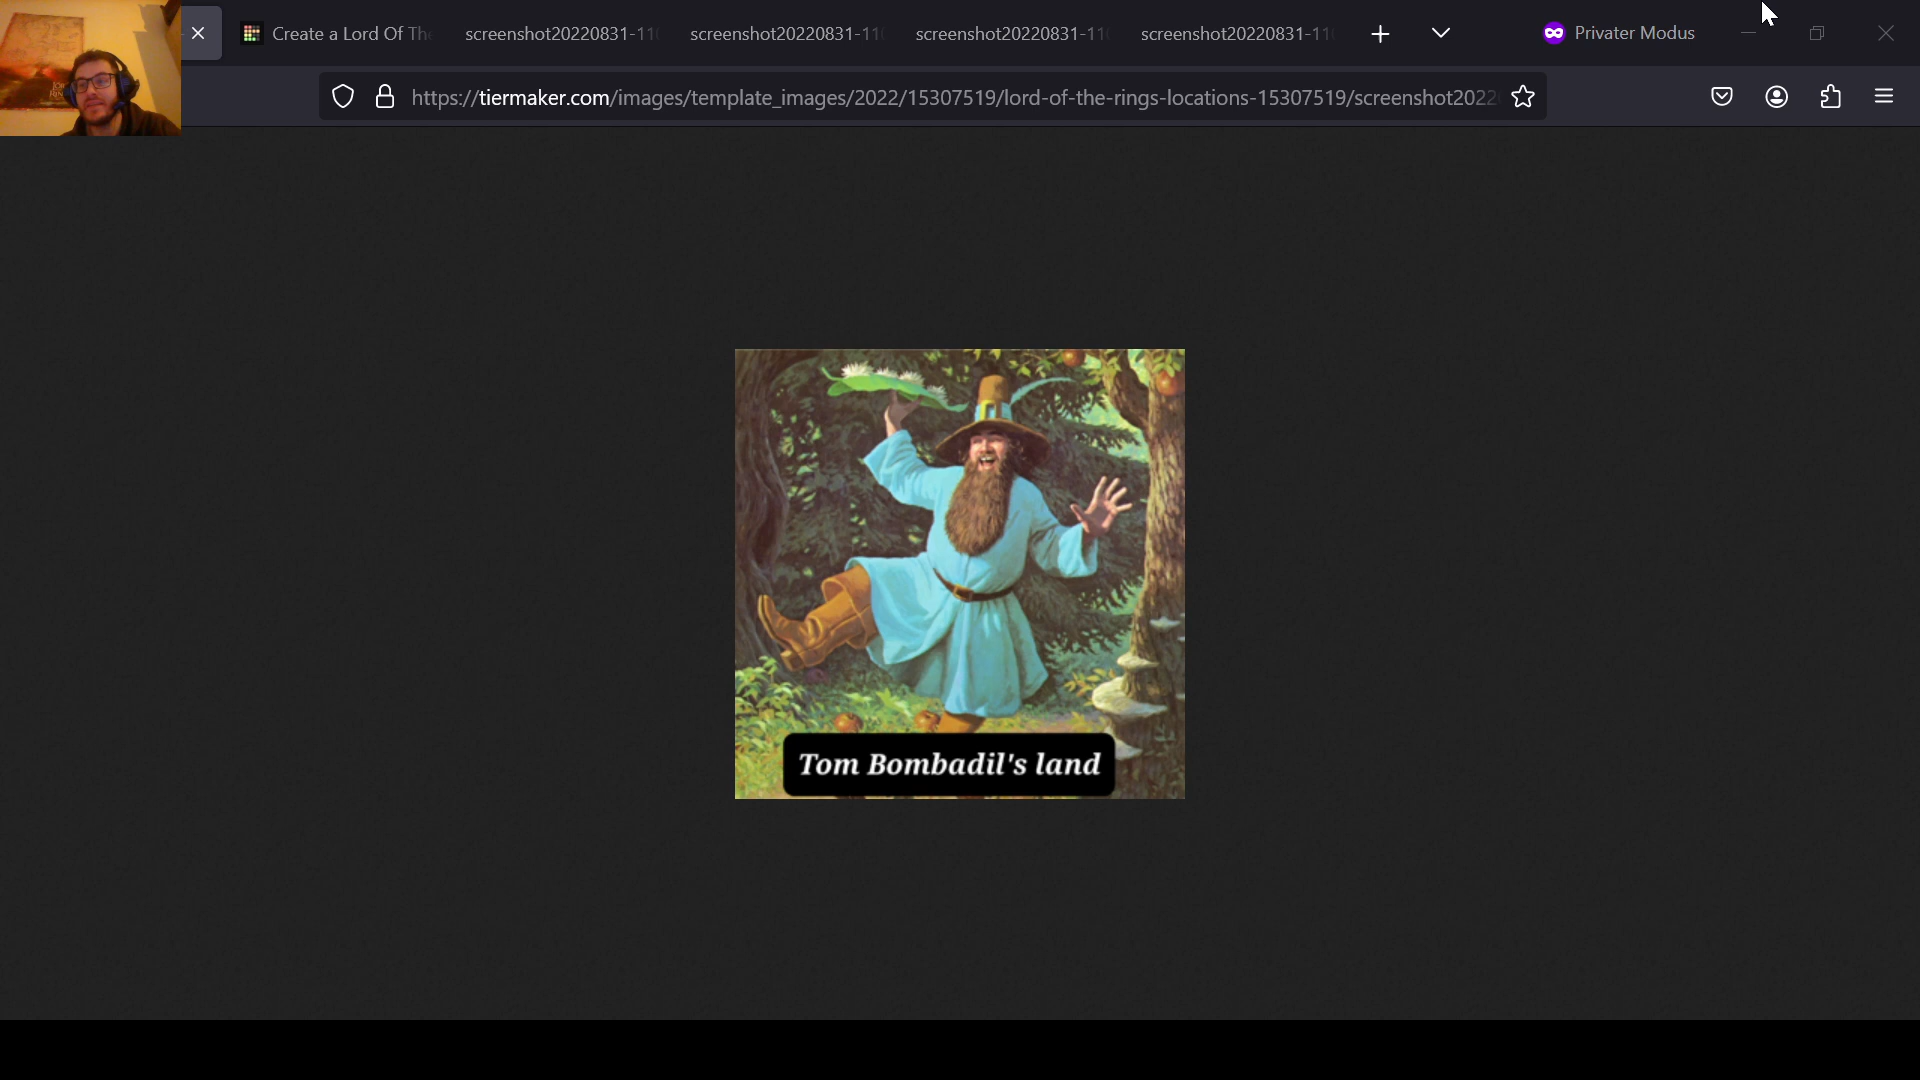 Create a Lord Of Th
screenshot20220831-11
screenshot20220831-11
screenshot20220831-11
screenshot20220831-11
Privater Modus
https://tiermaker.com/images/template_images/2022/15307519/lord-of-the-rings-locations-15307519/screenshot2022
Tom Bombadil's land